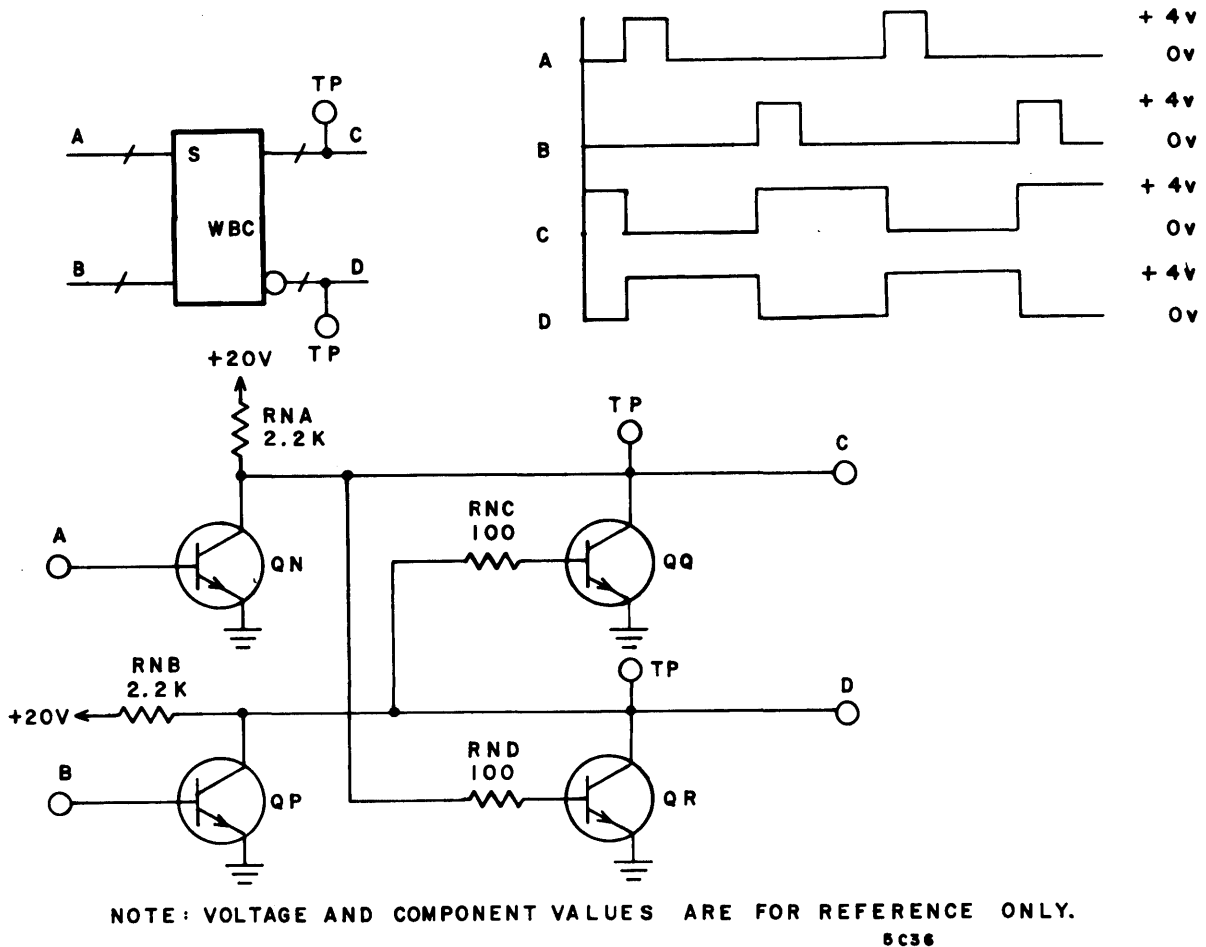 TP
A
C
S
WBC
B
D
TP
A
+ 4v
0v
B
+ 4v
0v
C
+ 4v
0v
D
+ 4v
0v
+20V
RNA
2.2K
TP
C
A
QN
RNC
100
QQ
RNB
2.2K
+20V
TP
D
B
QP
RND
100
QR
NOTE: VOLTAGE AND COMPONENT VALUES ARE FOR REFERENCE ONLY.
5C36